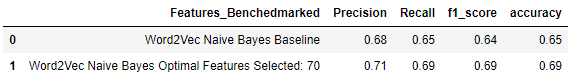 Features_Benchedmarked Precision Recall f1_score accuracy
0 Word2Vec Naive Bayes Baseline 0.68 0.65 0.64 0.65
1 Word2Vec Naive Bayes Optimal Features Selected: 70 0.71 0.69 0.69 0.69